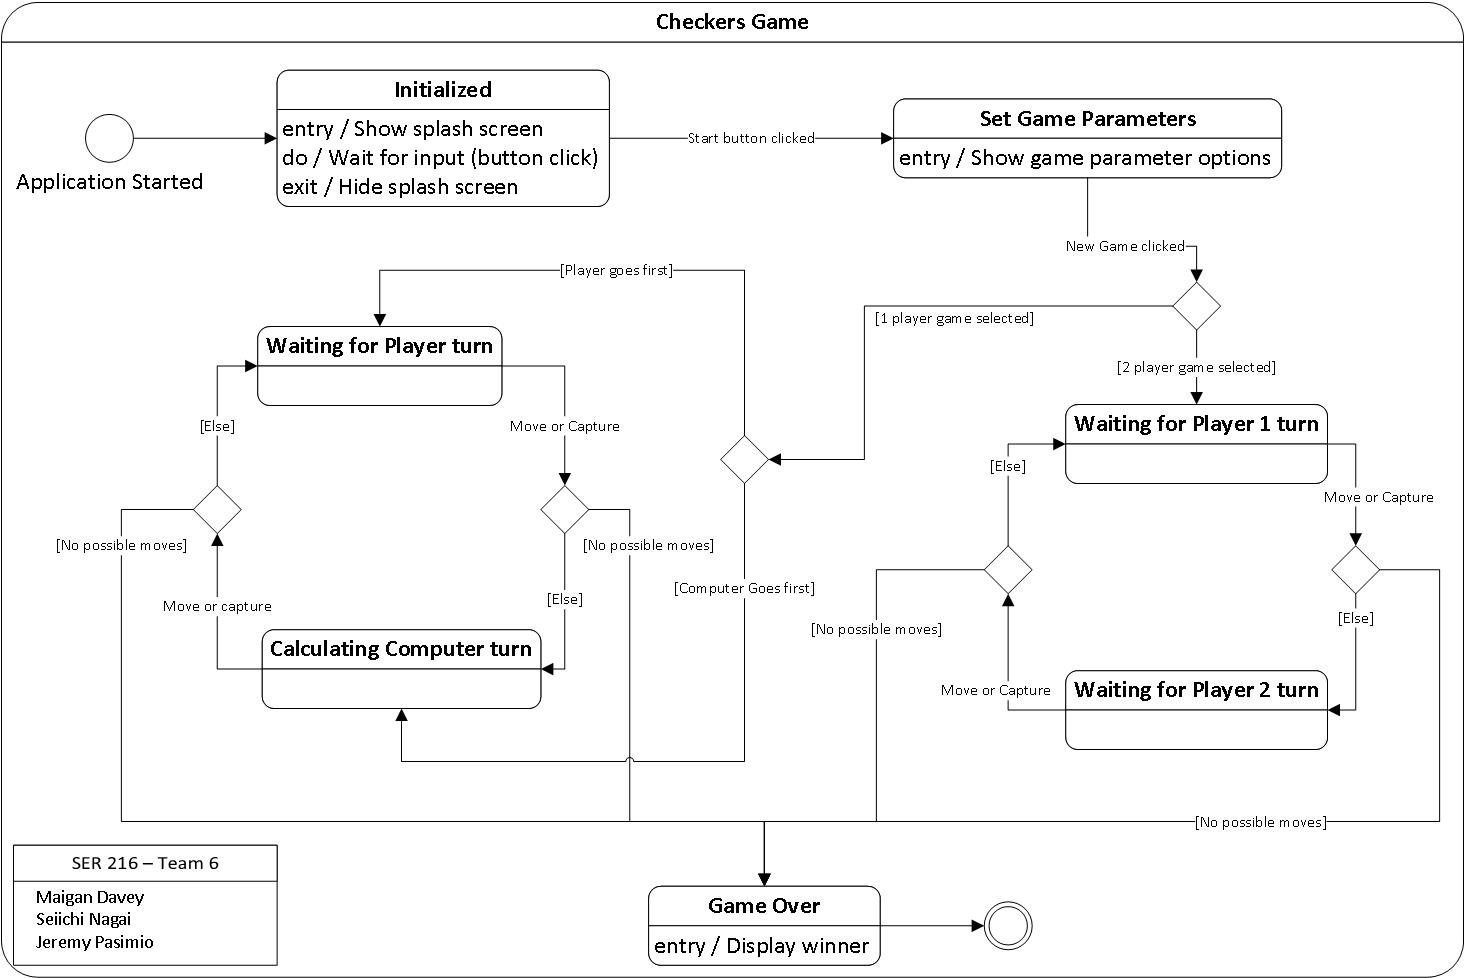 Checkers Game
Initialized
entry / Show splash screen
do / Wait for input (button click)
exit / Hide splash screen
Application Started
Start button clicked
Set Game Parameters
entry / Show game parameter options
New Game clicked
[Player goes first]
[1 player game selected]
[2 player game selected]
Waiting for Player turn
[Else]
Move or Capture
[No possible moves]
[No possible moves]
Move or capture
[Else]
[Computer Goes first]
Calculating Computer turn
Waiting for Player 1 turn
[Else]
Move or Capture
[No possible moves]
[Else]
Move or Capture
Waiting for Player 2 turn
[No possible moves]
SER 216 – Team 6
Maigan Davey
Seiichi Nagai
Jeremy Pasimio
Game Over
entry / Display winner